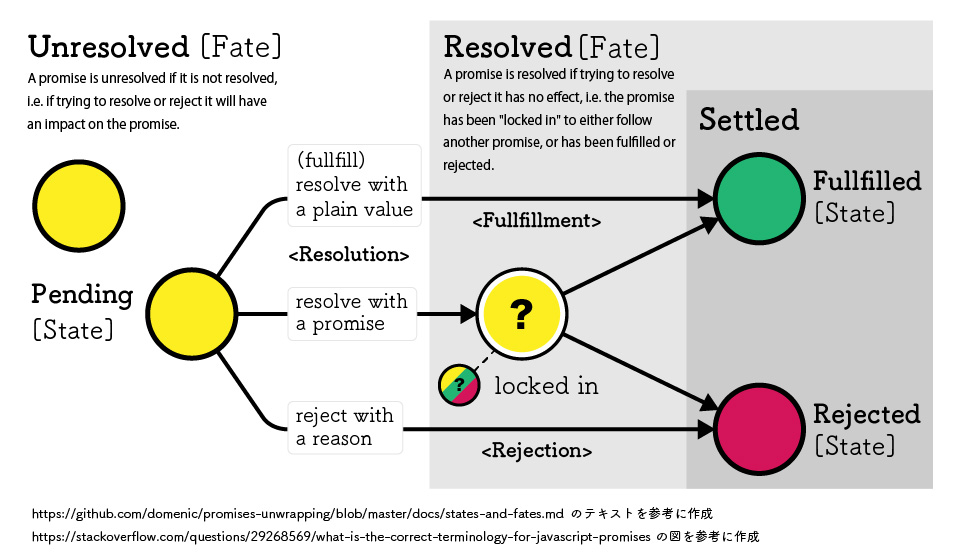 Unresolved [Fate]
A promise is unresolved if it is not resolved,
i.e. if trying to resolve or reject it will have
an impact on the promise.
Resolved [Fate]
A promise is resolved if trying to resolve
or reject it has no effect, i.e. the promise
has been "locked in" to either follow
another promise, or has been fulfilled or
rejected.
Settled
(fullfill)
resolve with
a plain value
<Fullfillment>
Fullfilled
[State]
<Resolution>
Pending
[State]
resolve with
a promise
?
?
locked in
reject with
a reason
<Rejection>
Rejected
[State]
https://github.com/domenic/promises-unwrapping/blob/master/docs/states-and-fates.md のテキストを参考に作成
https://stackoverflow.com/questions/29268569/what-is-the-correct-terminology-for-javascript-promises の図を参考に作成